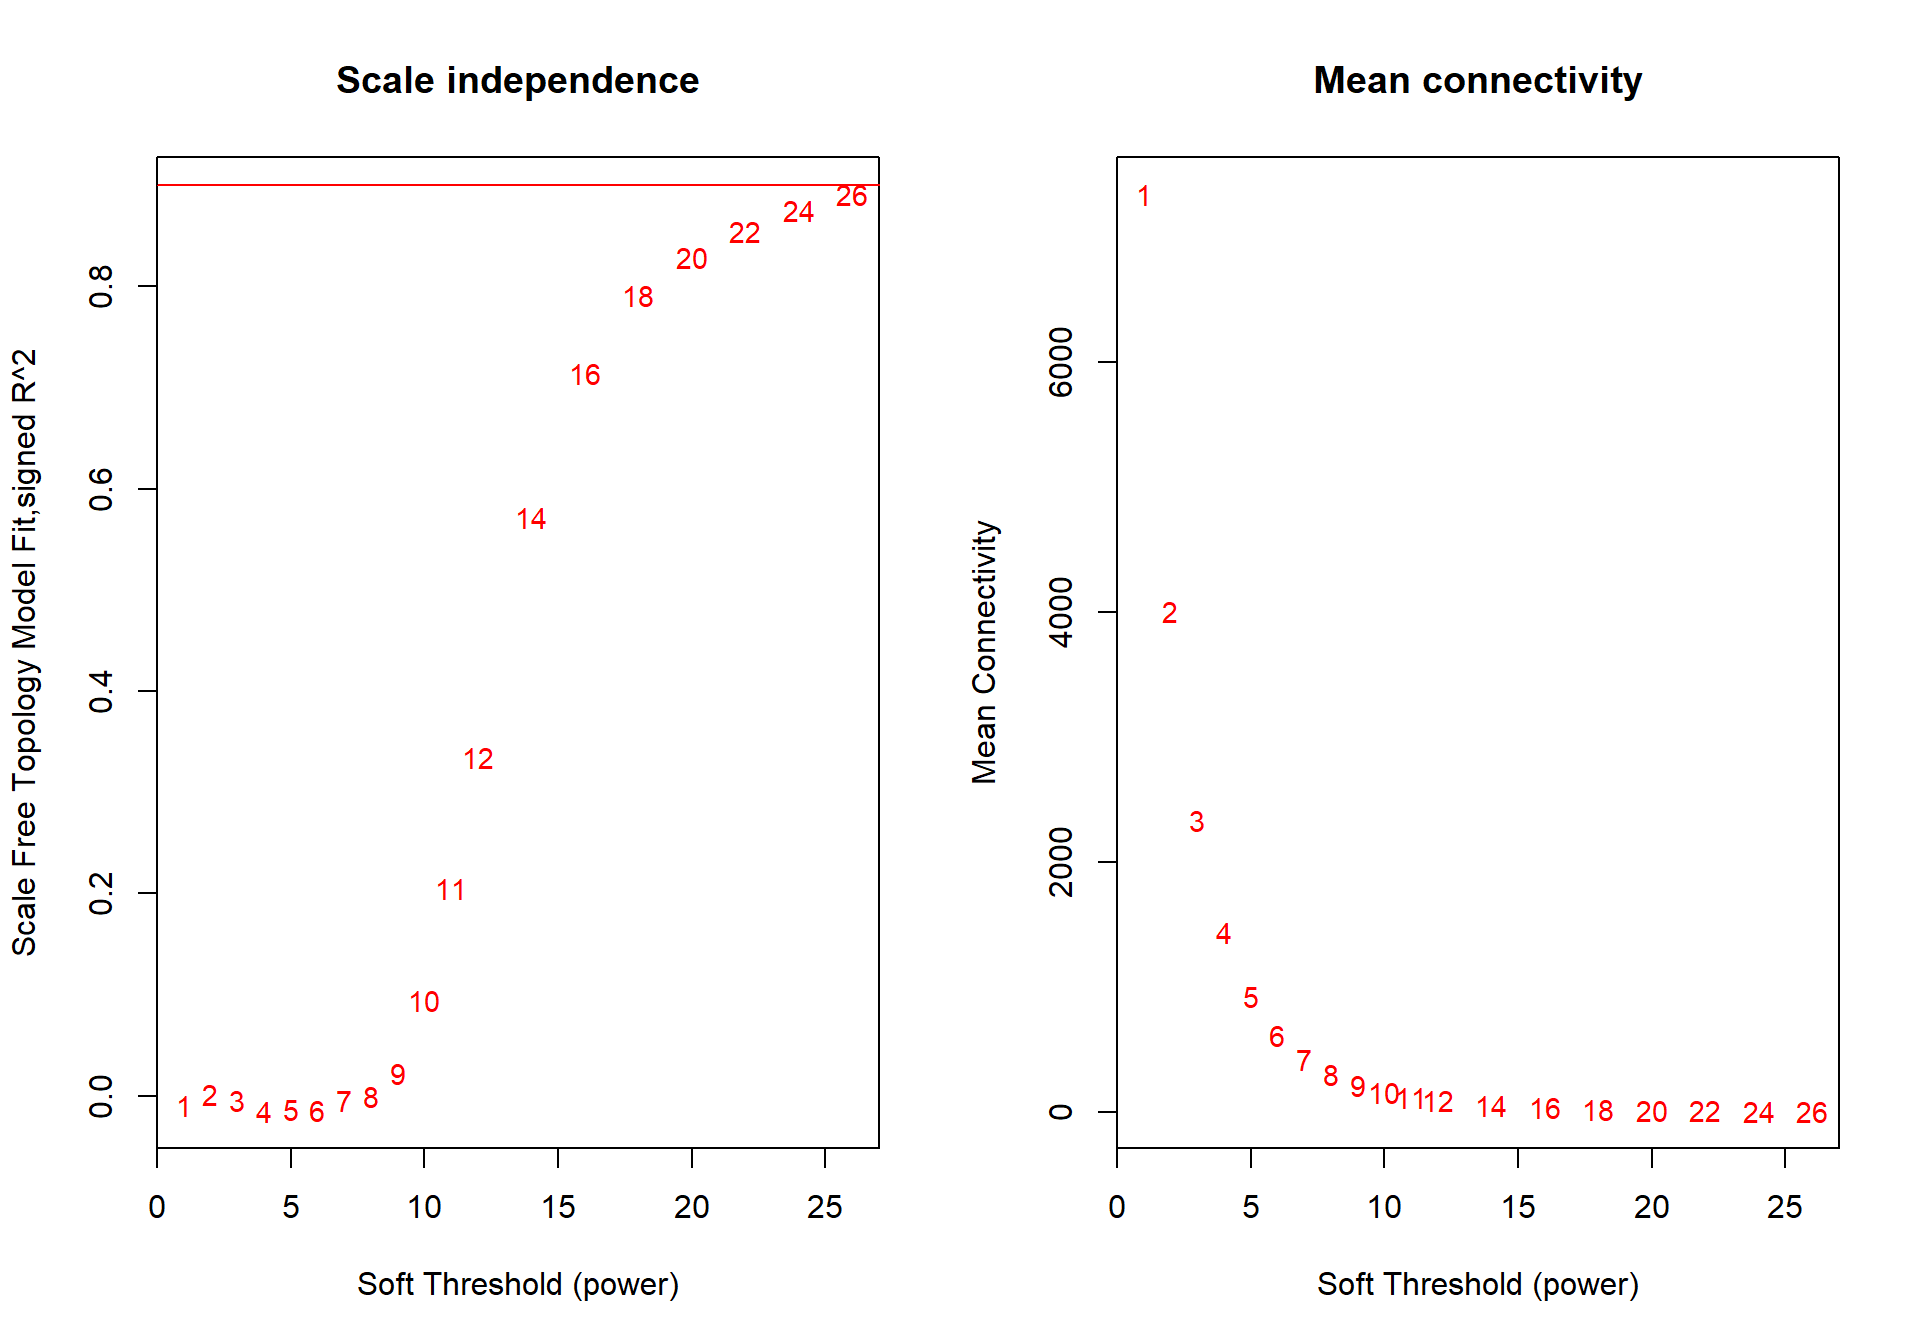 Scale independence
Scale Free Topology Model Fit,signed R^2
0.8
0.6
0.4
0.2
0.0
1 2 3 4 5 6 7 8 9 10 11 12 14 16 18 20 22 24 26
0 5 10 15 20 25
Soft Threshold (power)
Mean connectivity
Mean Connectivity
6000
4000
2000
0
1 2 3 4 5 6 7 8 9 10 11 12 14 16 18 20 22 24 26
0 5 10 15 20 25
Soft Threshold (power)